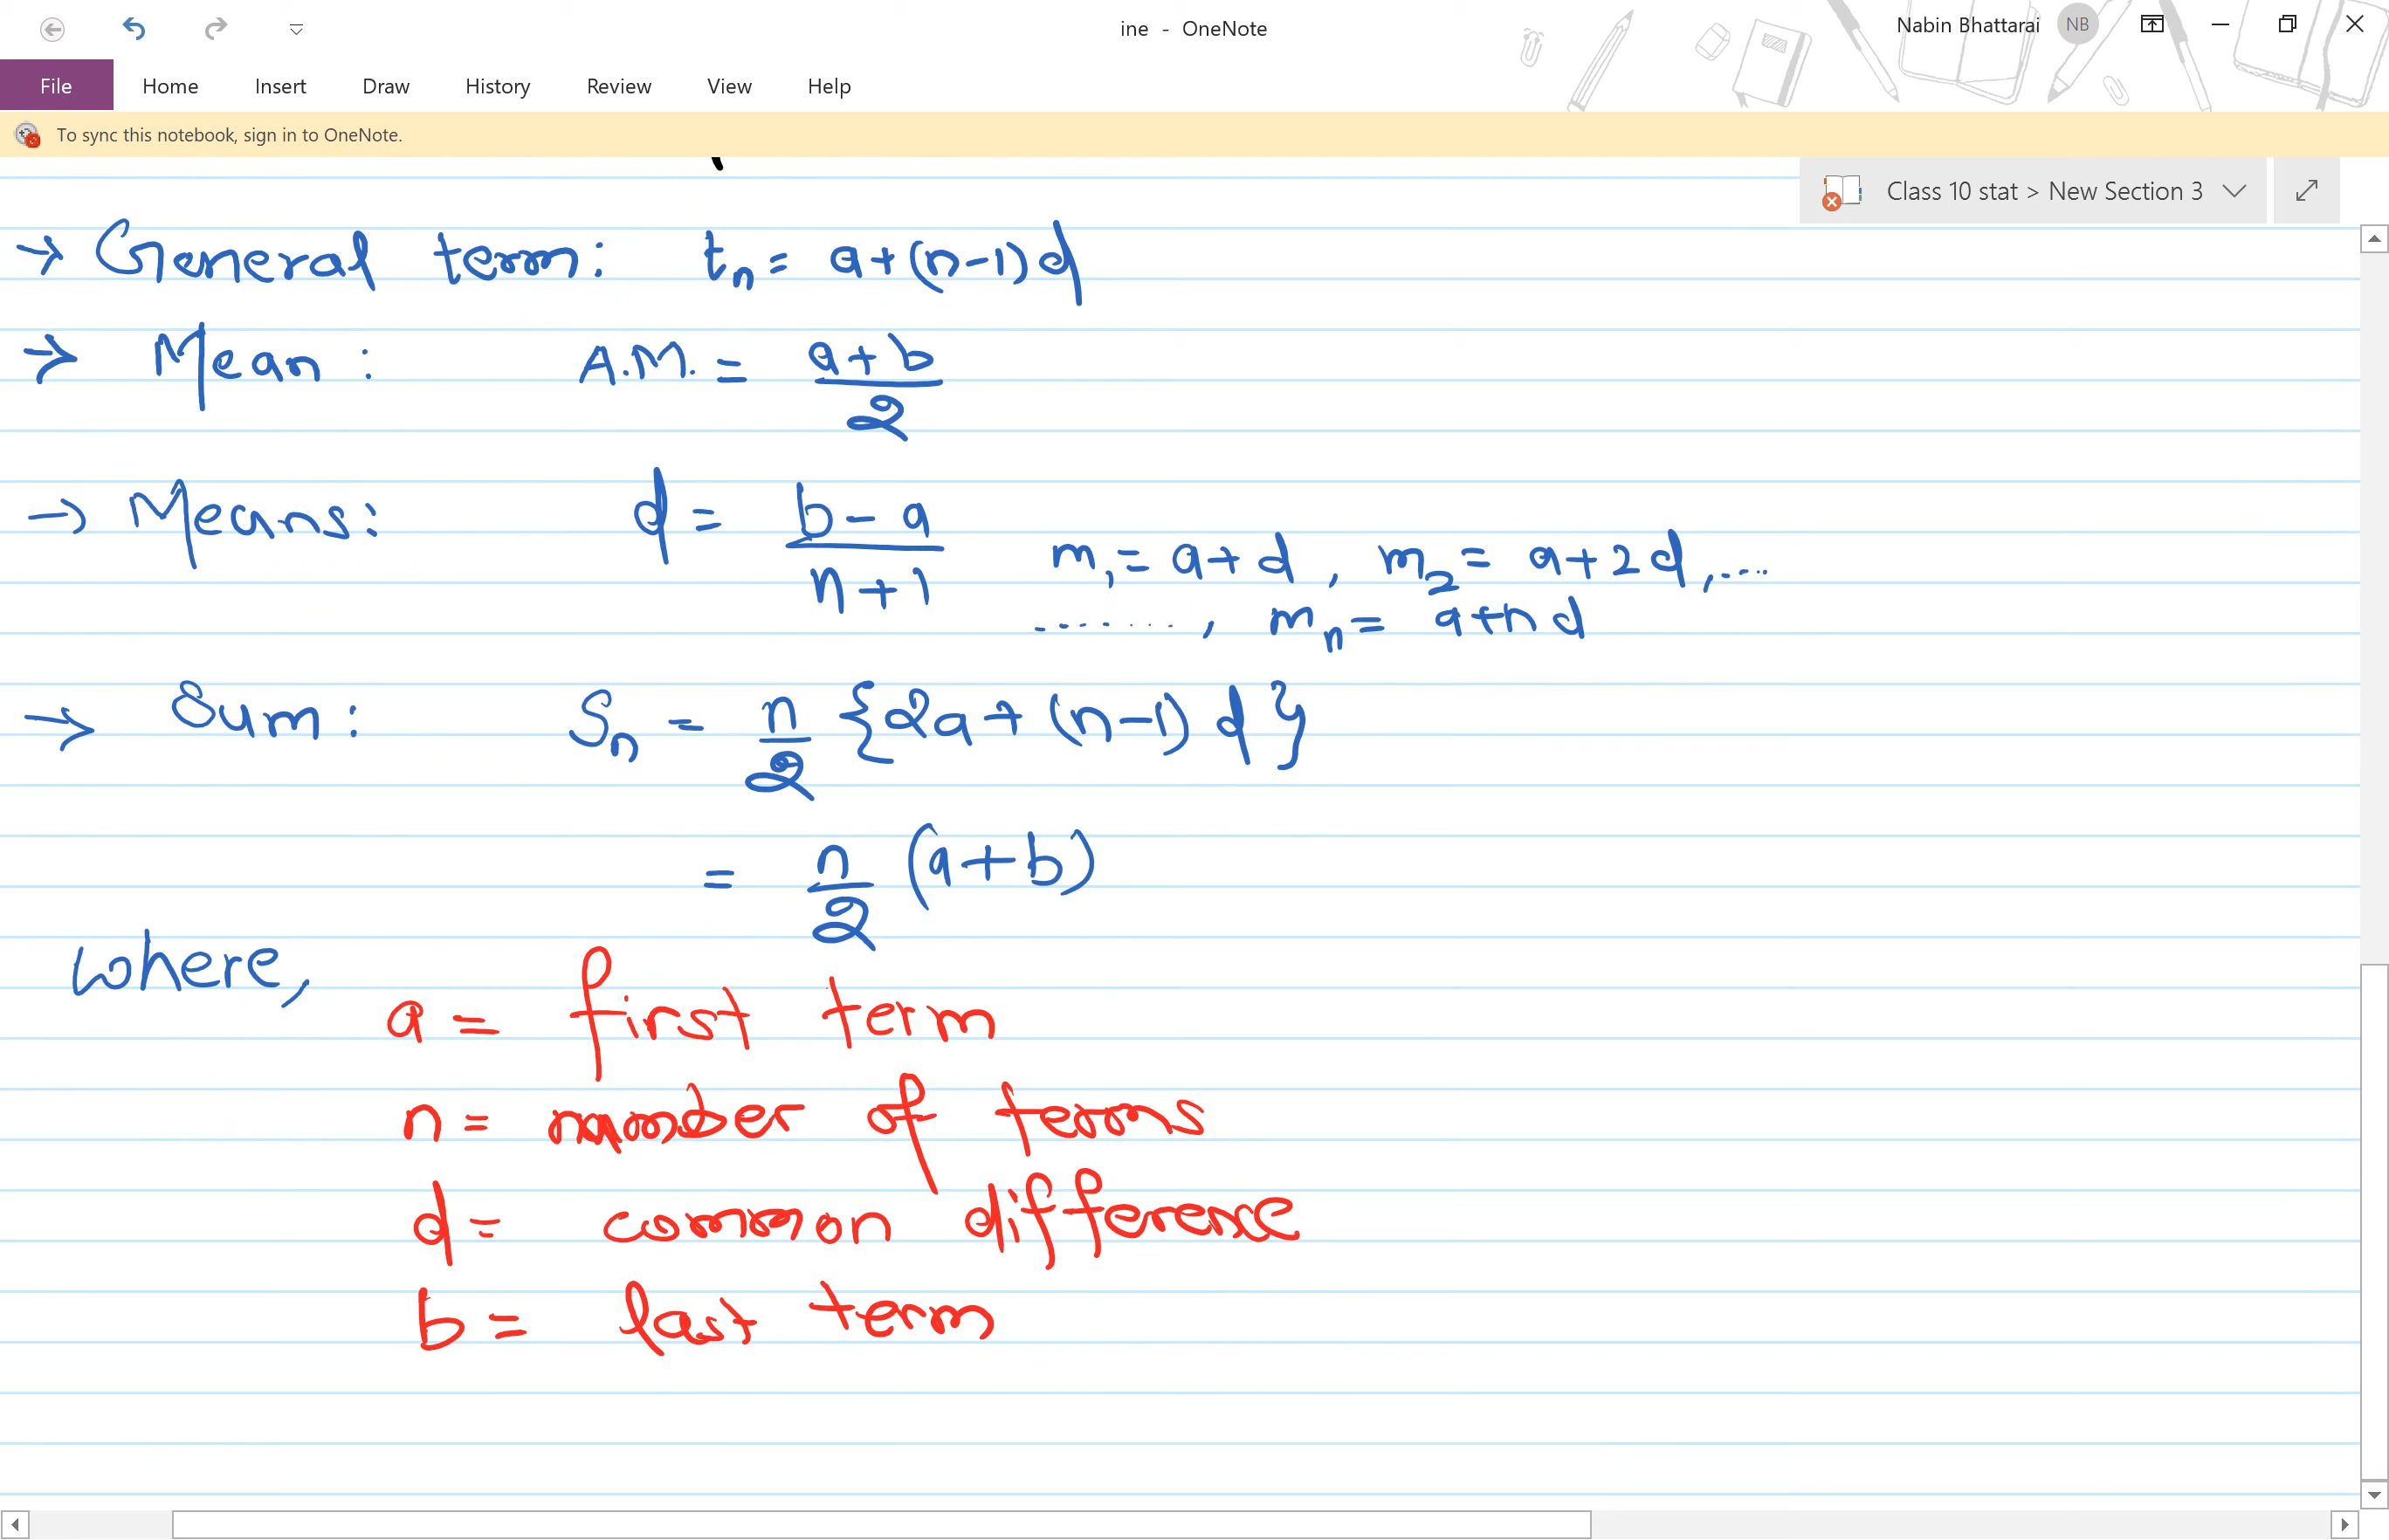 ine - OneNote
Nabin Bhattarai NB
File Home Insert Draw History Review View Help
To sync this notebook, sign in to OneNote.
Class 10 stat > New Section 3
→ General term: tₙ = a+(n-1)d
→ Mean: A.M. = (a+b)/2
→ Means: d = (b-a)/(n+1) m₁ = a+d, m₂ = a+2d, ....
........, mₙ = a+nd
→ Sum: Sₙ = n/2 {2a+(n-1)d}
= n/2 (a+b)
where,
a = first term
n = number of terms
d = common difference
b = last term